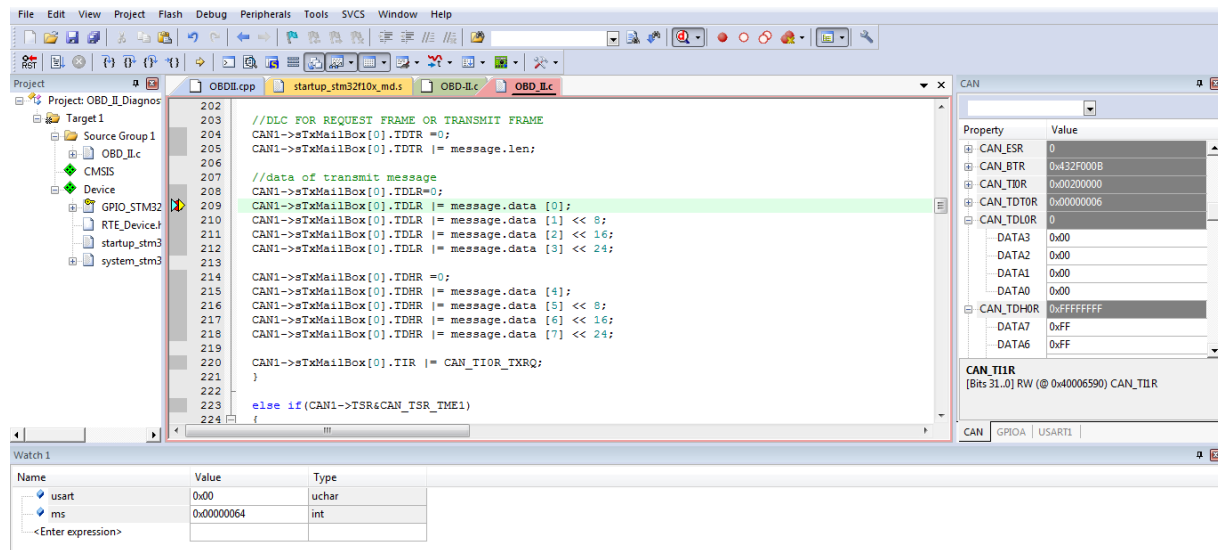 File Edit View Project Flash Debug Peripherals Tools SVCS Window Help
RST
Project
OBDII.cpp startup_stm32f10x_md.s OBD-II.c OBD_II.c
CAN
Project: OBD_II_Diagnos
Target 1
Source Group 1
OBD_II.c
CMSIS
Device
GPIO_STM32
RTE_Device.h
startup_stm3
system_stm3
202
203 //DLC FOR REQUEST FRAME OR TRANSMIT FRAME
204 CAN1->sTxMailBox[0].TDTR =0;
205 CAN1->sTxMailBox[0].TDTR |= message.len;
206
207 //data of transmit message
208 CAN1->sTxMailBox[0].TDLR=0;
209 CAN1->sTxMailBox[0].TDLR |= message.data [0];
210 CAN1->sTxMailBox[0].TDLR |= message.data [1] << 8;
211 CAN1->sTxMailBox[0].TDLR |= message.data [2] << 16;
212 CAN1->sTxMailBox[0].TDLR |= message.data [3] << 24;
213
214 CAN1->sTxMailBox[0].TDHR =0;
215 CAN1->sTxMailBox[0].TDHR |= message.data [4];
216 CAN1->sTxMailBox[0].TDHR |= message.data [5] << 8;
217 CAN1->sTxMailBox[0].TDHR |= message.data [6] << 16;
218 CAN1->sTxMailBox[0].TDHR |= message.data [7] << 24;
219
220 CAN1->sTxMailBox[0].TIR |= CAN_TI0R_TXRQ;
221 }
222
223 else if(CAN1->TSR&CAN_TSR_TME1)
224 {
Property Value
CAN_ESR 0
CAN_BTR 0x432F000B
CAN_TI0R 0x00200000
CAN_TDT0R 0x00000006
CAN_TDL0R 0
DATA3 0x00
DATA2 0x00
DATA1 0x00
DATA0 0x00
CAN_TDH0R 0xFFFFFFFF
DATA7 0xFF
DATA6 0xFF
CAN_TI1R
[Bits 31..0] RW (@ 0x40006590) CAN_TI1R
CAN GPIOA USART1
Watch 1
Name Value Type
usart 0x00 uchar
ms 0x00000064 int
<Enter expression>